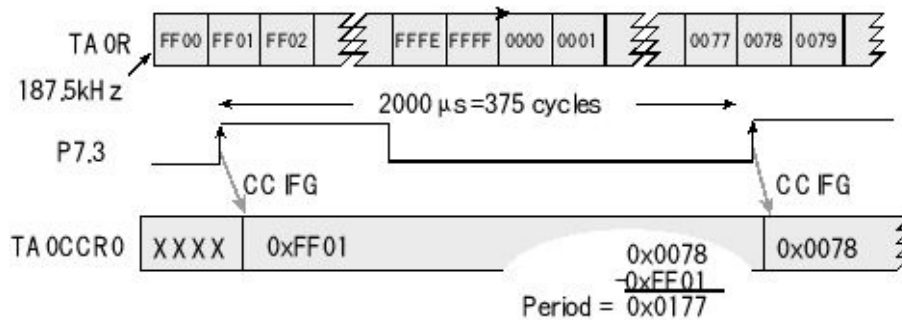 TA0R FF00 FF01 FF02 FFFE FFFF 0000 0001 0077 0078 0079
187.5kHz
2000 µs=375 cycles
P7.3
CCIFG CCIFG
TA0CCR0 XXXX 0xFF01 0x0078
0x0078
-0xFF01
Period = 0x0177